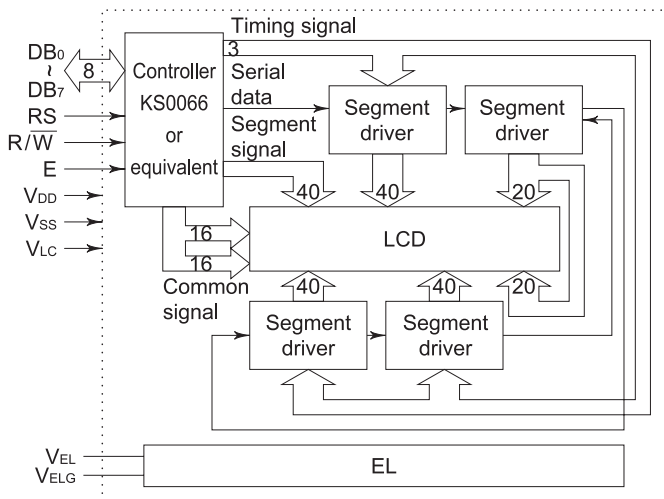 Timing signal
3
DB0
~
DB7
8
Controller
KS0066
or
equivalent
Serial
data
Segment
signal
Segment
driver
Segment
driver
RS
R/W̅
E
VDD
VSS
VLC
40
40
20
16
16
LCD
Common
signal
40
40
20
Segment
driver
Segment
driver
VEL
VELG
EL